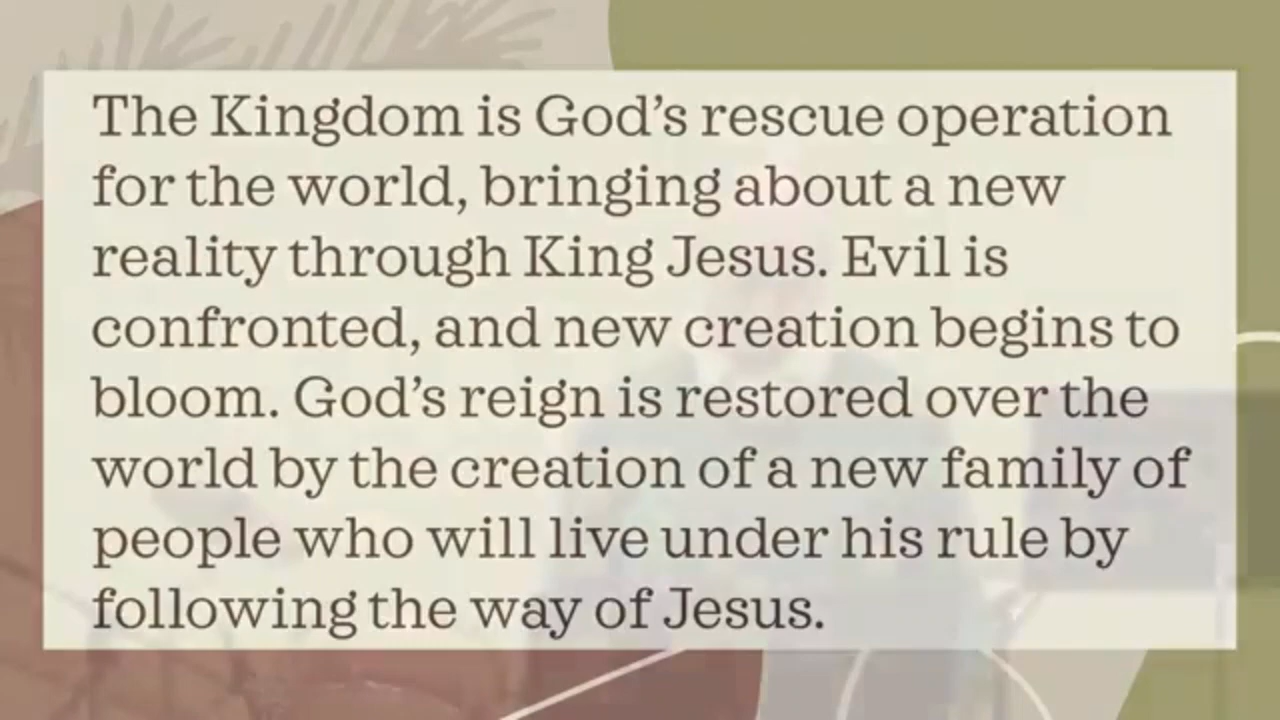 The Kingdom is God’s rescue operation
for the world, bringing about a new
reality through King Jesus. Evil is
confronted, and new creation begins to
bloom. God’s reign is restored over the
world by the creation of a new family of
people who will live under his rule by
following the way of Jesus.